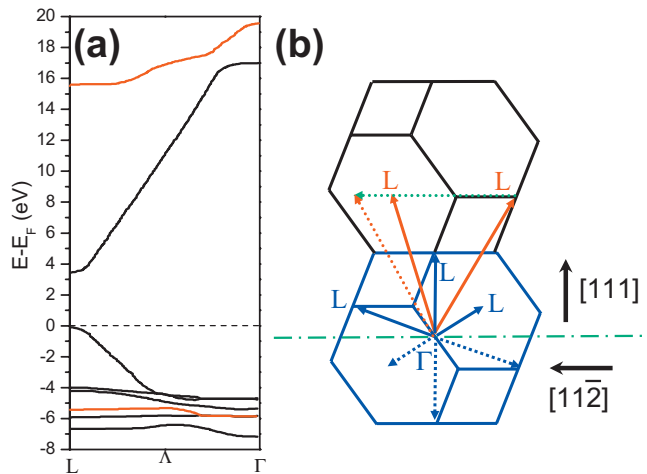 (a)
E-E_F (eV)
20
18
16
14
12
10
8
6
4
2
0
-2
-4
-6
-8
L
Λ
Γ
(b)
L
L
L
L
L
Γ
[111]
[112̄]